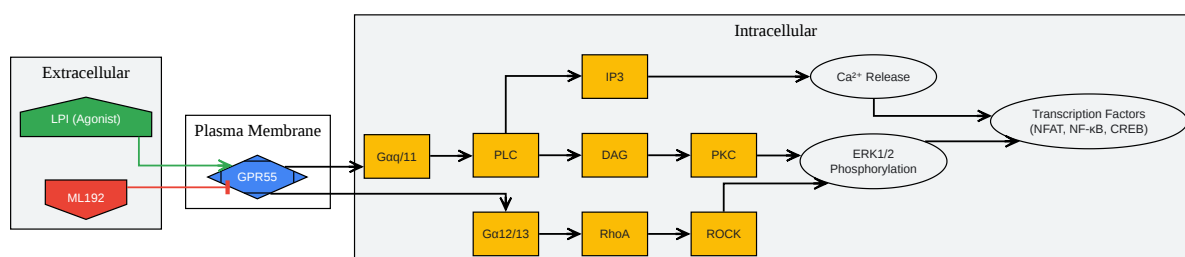 Extracellular
LPI (Agonist)
ML192
Plasma Membrane
GPR55
Intracellular
Gαq/11
PLC
IP3
DAG
PKC
Gα12/13
RhoA
ROCK
Ca²⁺ Release
ERK1/2
Phosphorylation
Transcription Factors
(NFAT, NF-κB, CREB)